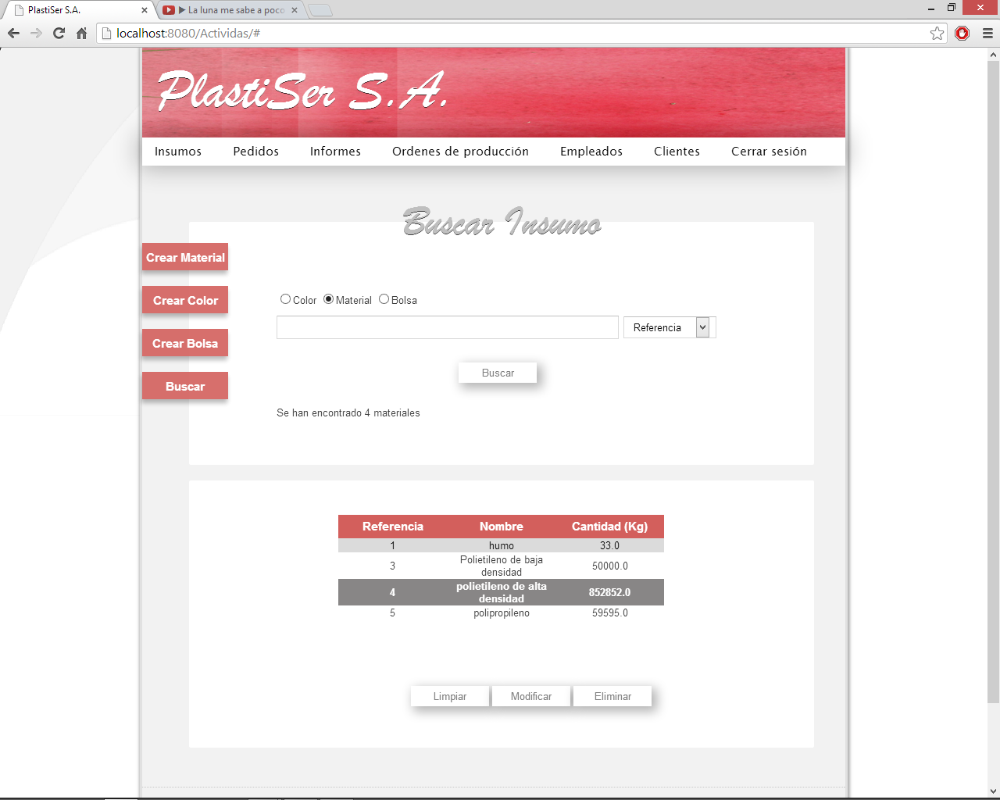 PlastiSer S.A.
▶ La luna me sabe a poco
localhost:8080/Actividas/#
PlastiSer S.A.
Insumos Pedidos Informes Ordenes de producción Empleados Clientes Cerrar sesión
Buscar Insumo
Crear Material
Crear Color
Crear Bolsa
Buscar
Color Material Bolsa
Referencia
Buscar
Se han encontrado 4 materiales
Referencia Nombre Cantidad (Kg)
1 humo 33.0
3 Polietileno de baja densidad 50000.0
4 polietileno de alta densidad 852852.0
5 polipropileno 59595.0
Limpiar Modificar Eliminar